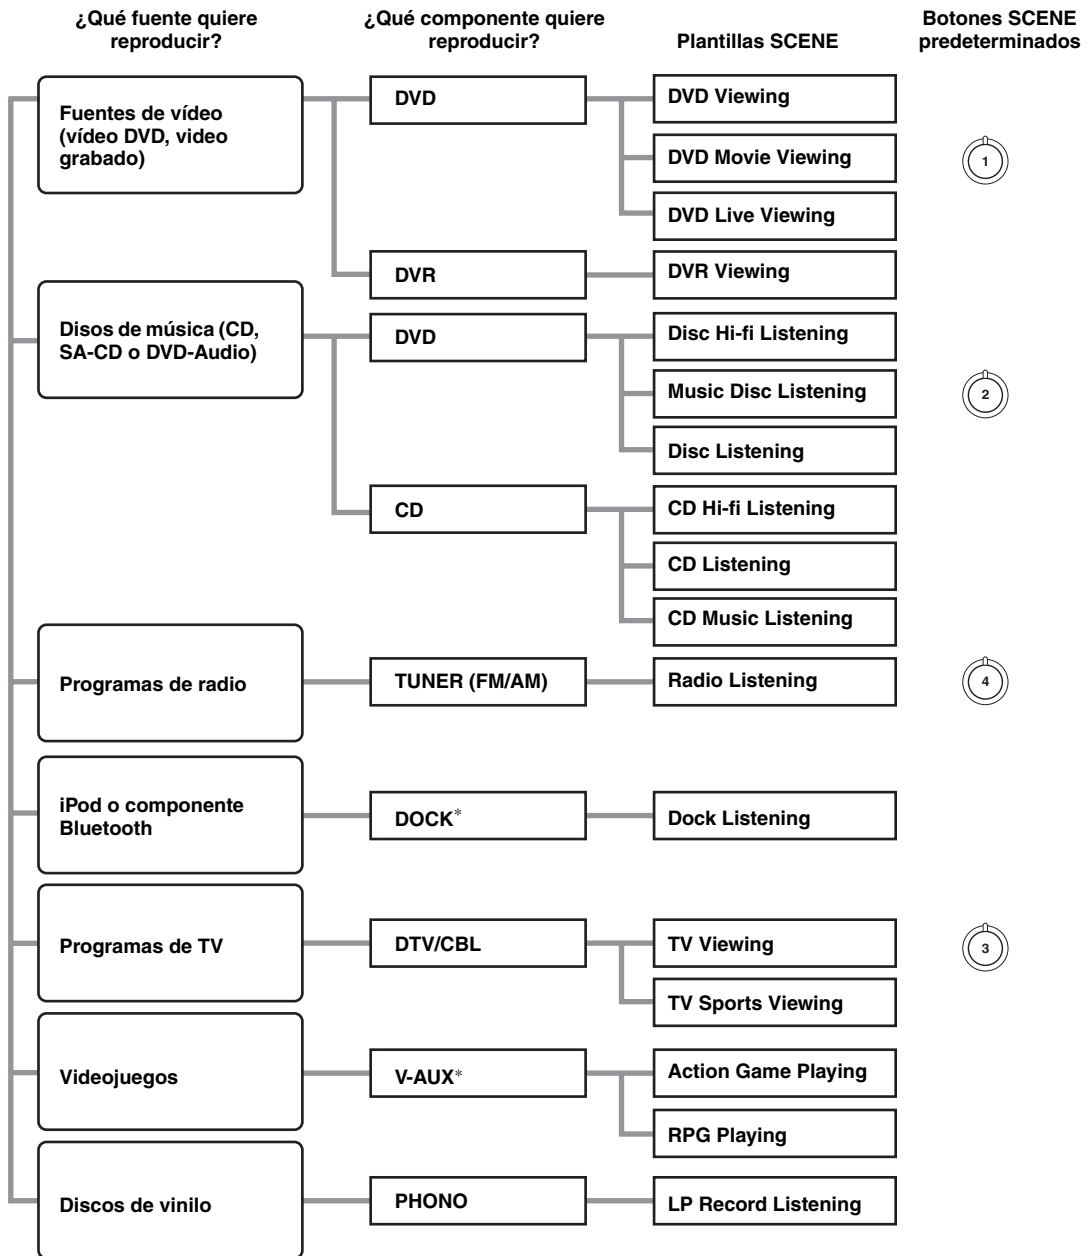 ¿Qué fuente quiere
reproducir?
¿Qué componente quiere
reproducir?
Plantillas SCENE
Botones SCENE
predeterminados
Fuentes de vídeo
(vídeo DVD, video
grabado)
DVD
DVD Viewing
DVD Movie Viewing
1
DVD Live Viewing
DVR
DVR Viewing
Disos de música (CD,
SA-CD o DVD-Audio)
DVD
Disc Hi-fi Listening
Music Disc Listening
2
Disc Listening
CD
CD Hi-fi Listening
CD Listening
CD Music Listening
Programas de radio
TUNER (FM/AM)
Radio Listening
4
iPod o componente
Bluetooth
DOCK*
Dock Listening
Programas de TV
DTV/CBL
TV Viewing
3
TV Sports Viewing
Videojuegos
V-AUX*
Action Game Playing
RPG Playing
Discos de vinilo
PHONO
LP Record Listening